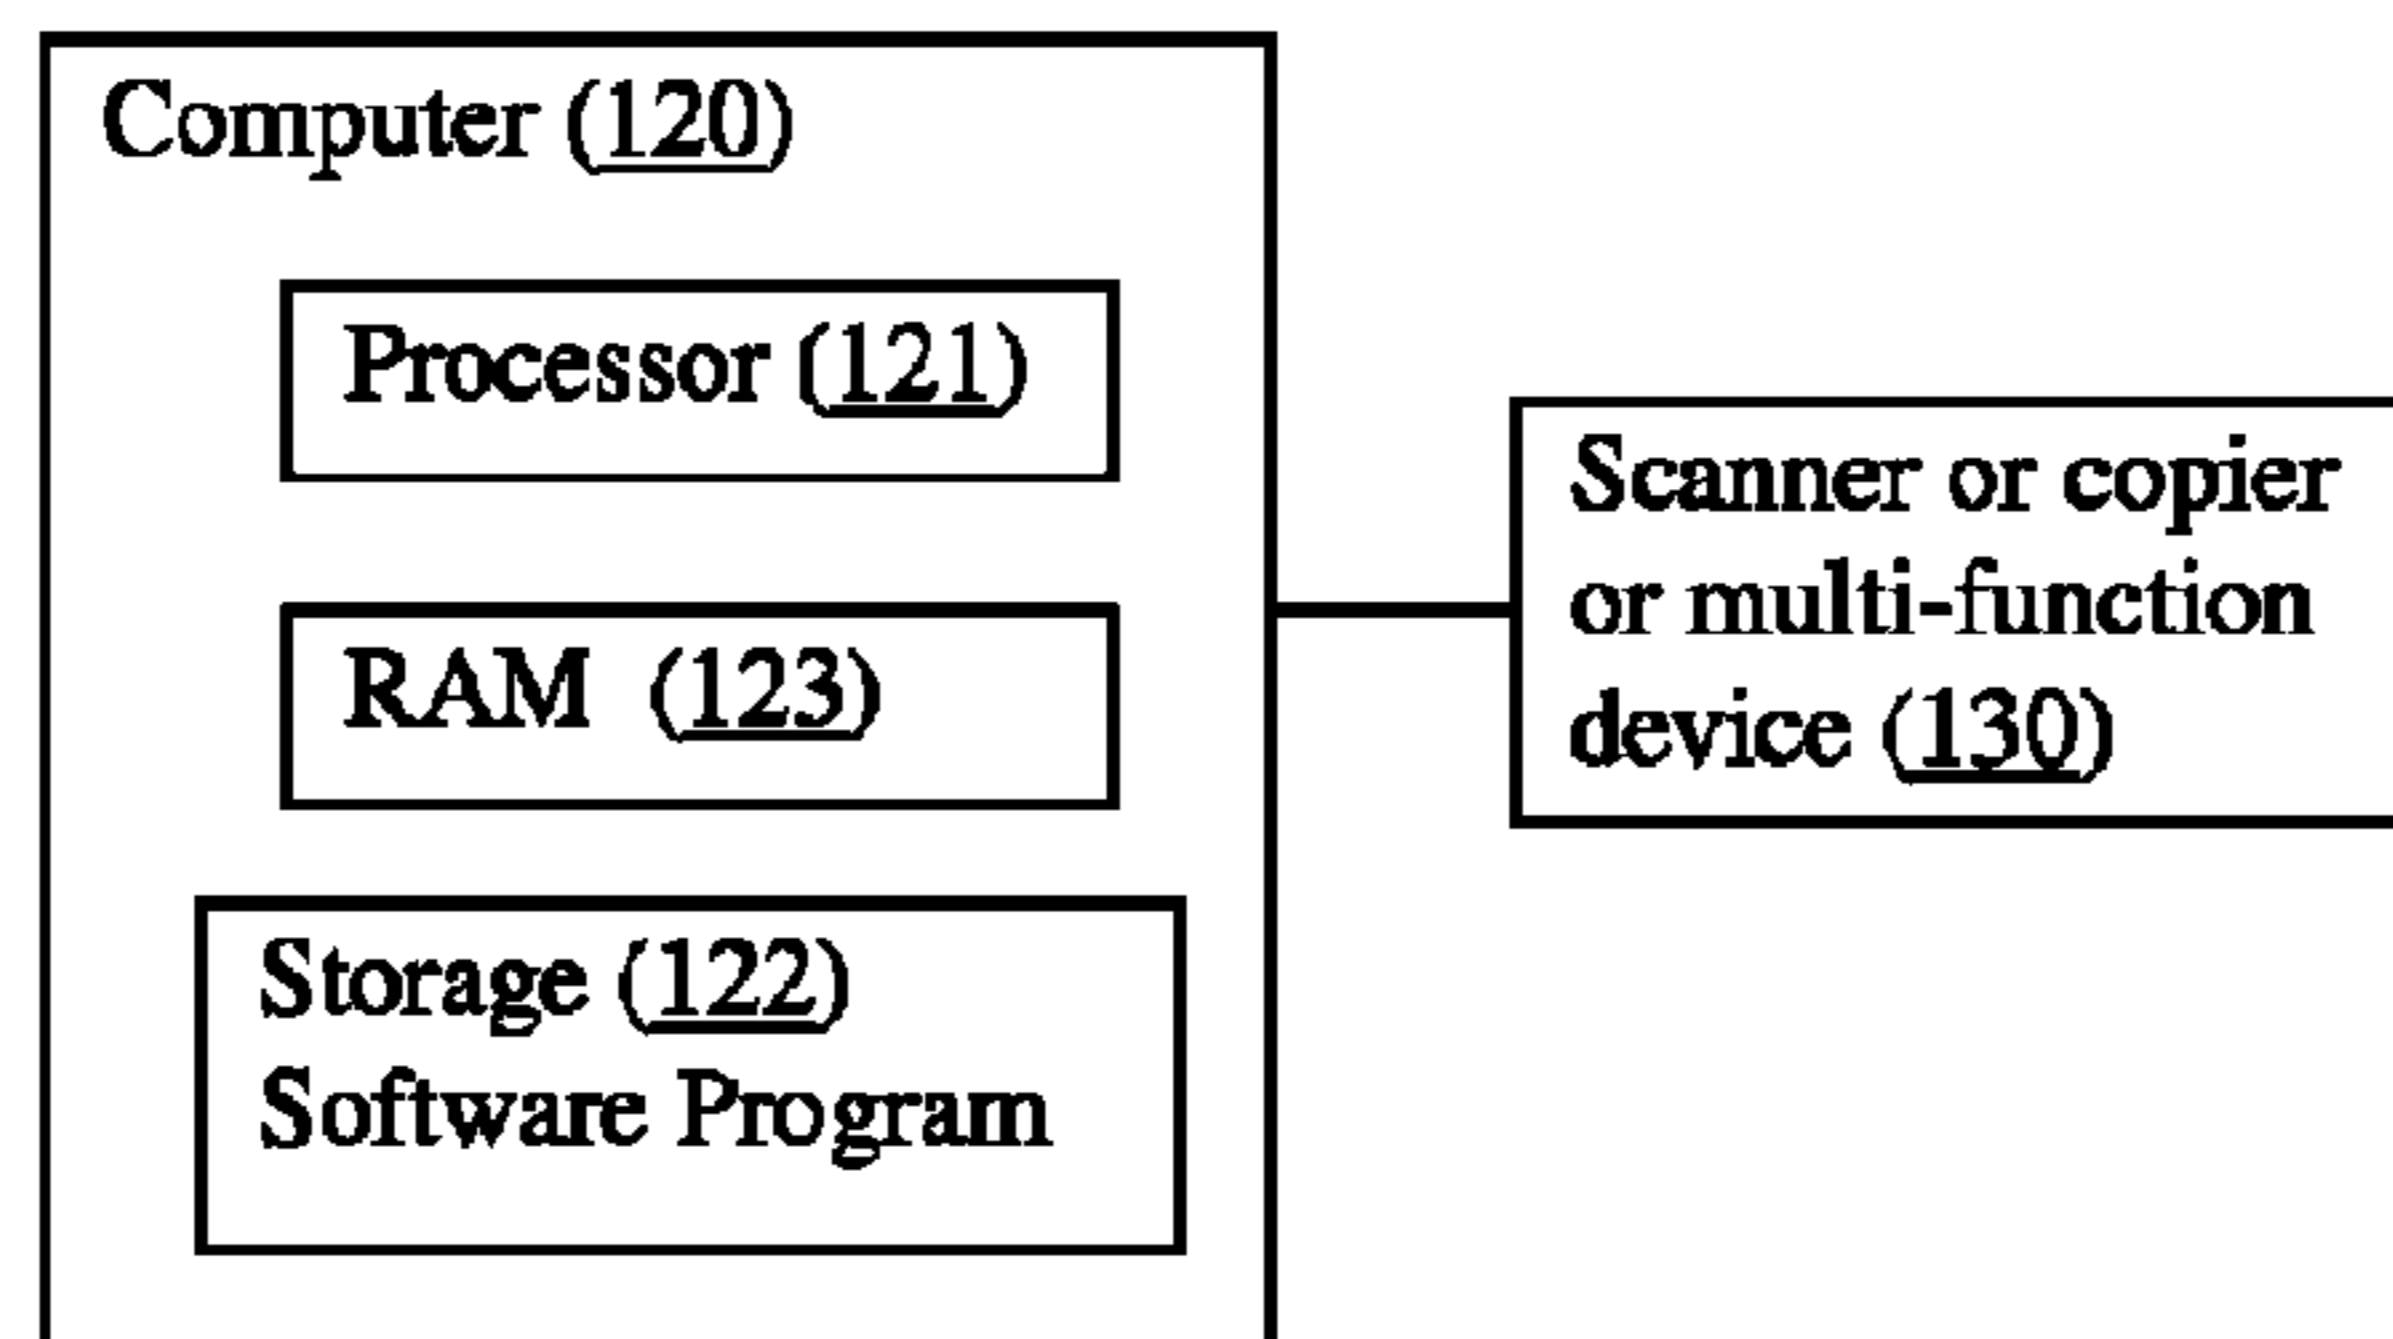 Computer (120)
Processor (121)
RAM (123)
Storage (122)
Software Program
Scanner or copier
or multi-function
device (130)